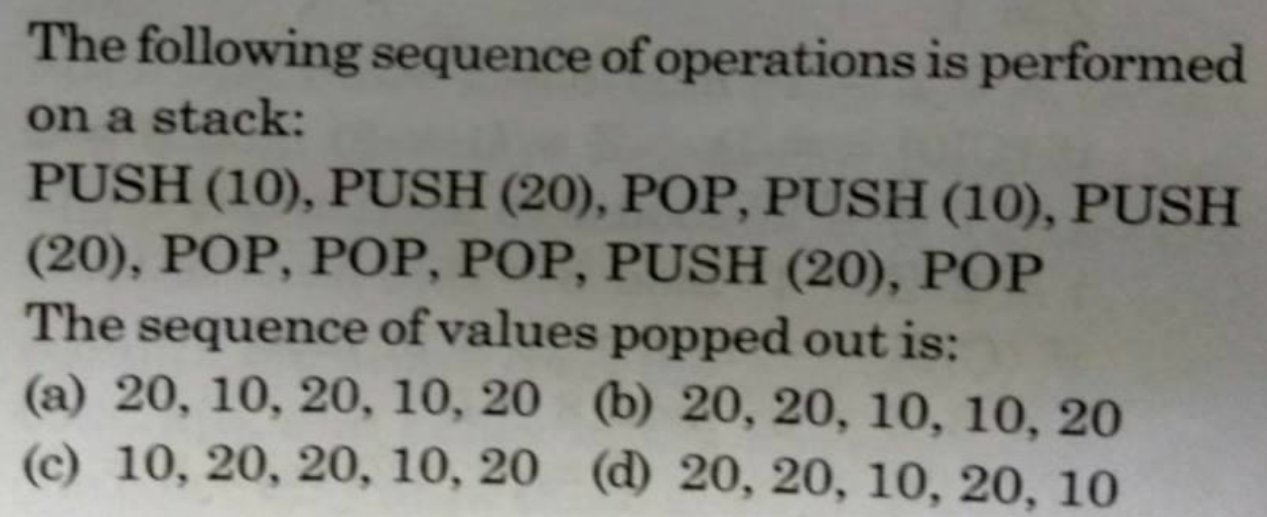 The following sequence of operations is performed
on a stack:
PUSH (10), PUSH (20), POP, PUSH (10), PUSH
(20), POP, POP, POP, PUSH (20), POP
The sequence of values popped out is:
(a) 20, 10, 20, 10, 20 (b) 20, 20, 10, 10, 20
(c) 10, 20, 20, 10, 20 (d) 20, 20, 10, 20, 10